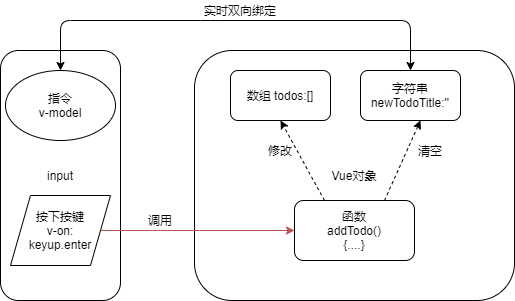 实时双向绑定
指令
v-model
input
按下按键
v-on:
keyup.enter
调用
数组 todos:[]
字符串
newTodoTitle:''
修改
Vue对象
清空
函数
addTodo()
{....}